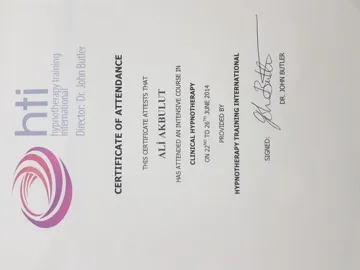 hti
hypnotherapy training
international
Director: Dr. John Butler
CERTIFICATE OF ATTENDANCE
THIS CERTIFICATE ATTESTS THAT
ALİ AKBULUT
HAS ATTENDED AN INTENSIVE COURSE IN
CLINICAL HYPNOTHERAPY
ON 22ND TO 26TH JUNE 2014
PROVIDED BY
HYPNOTHERAPY TRAINING INTERNATIONAL
SIGNED: John Butler
DR. JOHN BUTLER